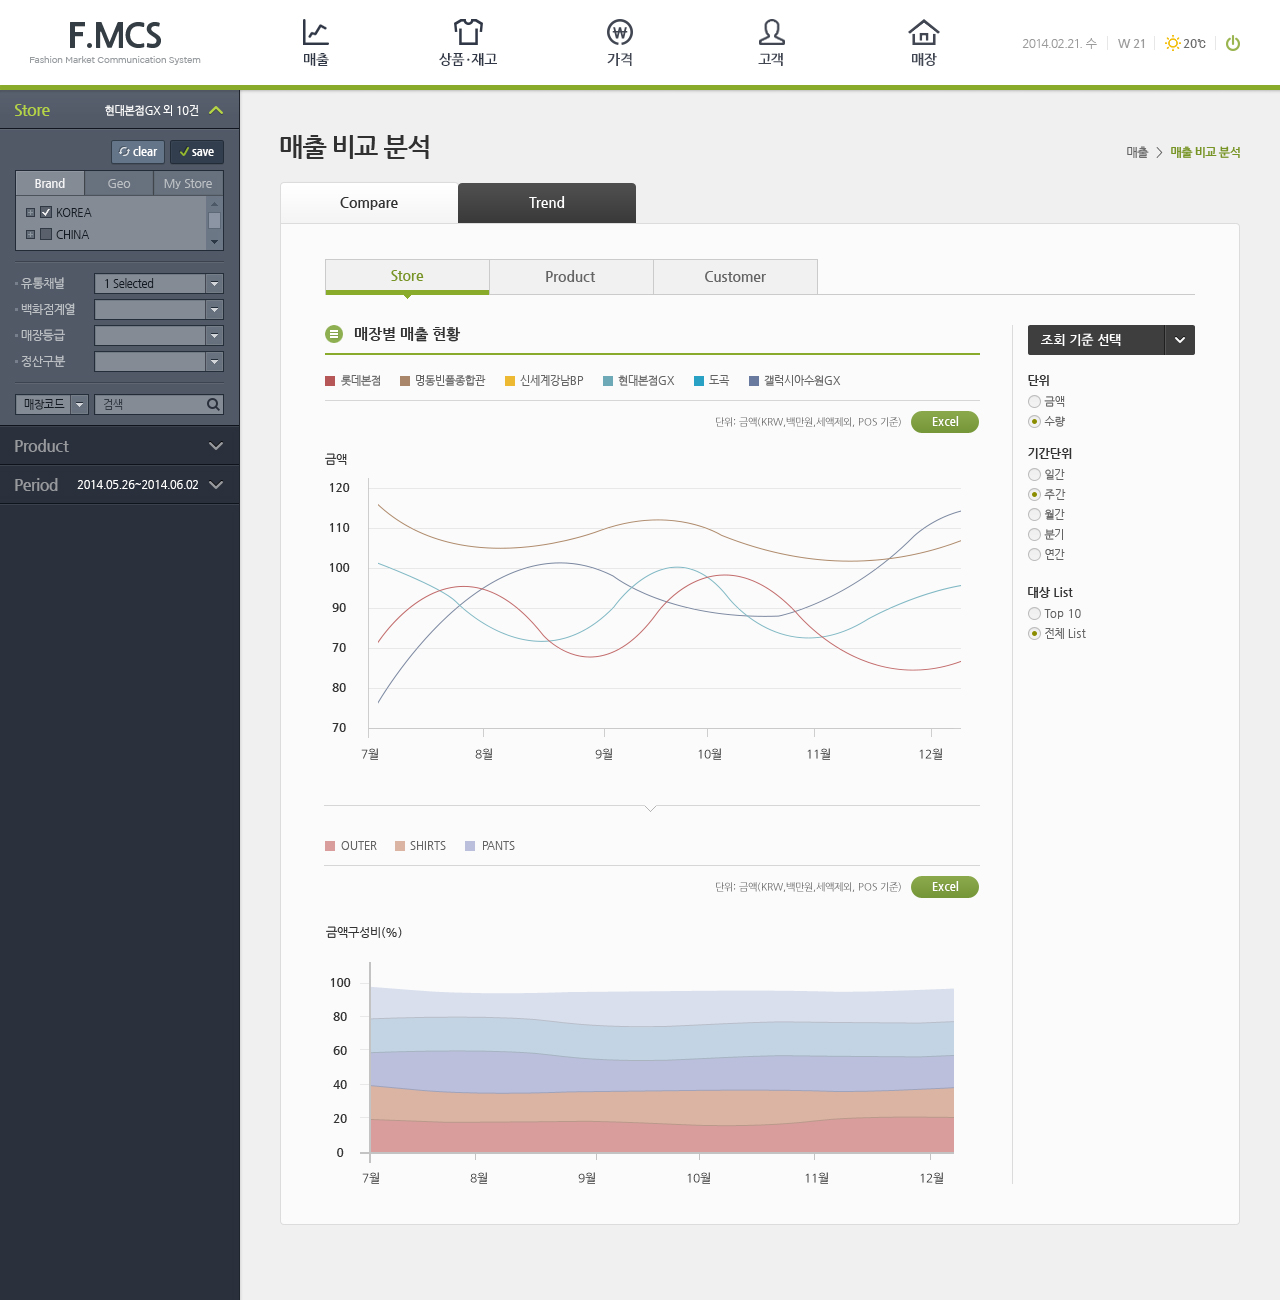 F.MCS
Fashion Market Communication System
매출
상품·재고
가격
고객
매장
2014.02.21. 수
W 21
20℃
Store
현대본점GX 외 10건
clear
save
Brand
Geo
My Store
KOREA
CHINA
유통채널
1 Selected
백화점계열
매장등급
정산구분
매장코드
검색
Product
Period
2014.05.26~2014.06.02
매출 비교 분석
매출 > 매출 비교 분석
Compare
Trend
Store
Product
Customer
매장별 매출 현황
롯데본점
명동빈폴종합관
신세계강남BP
현대본점GX
도곡
갤럭시아수원GX
단위: 금액(KRW,백만원,세액제외, POS 기준)
Excel
금액
120
110
100
90
70
80
70
7월
8월
9월
10월
11월
12월
OUTER
SHIRTS
PANTS
단위: 금액(KRW,백만원,세액제외, POS 기준)
Excel
금액구성비(%)
100
80
60
40
20
0
7월
8월
9월
10월
11월
12월
조회 기준 선택
단위
금액
수량
기간단위
일간
주간
월간
분기
연간
대상 List
Top 10
전체 List